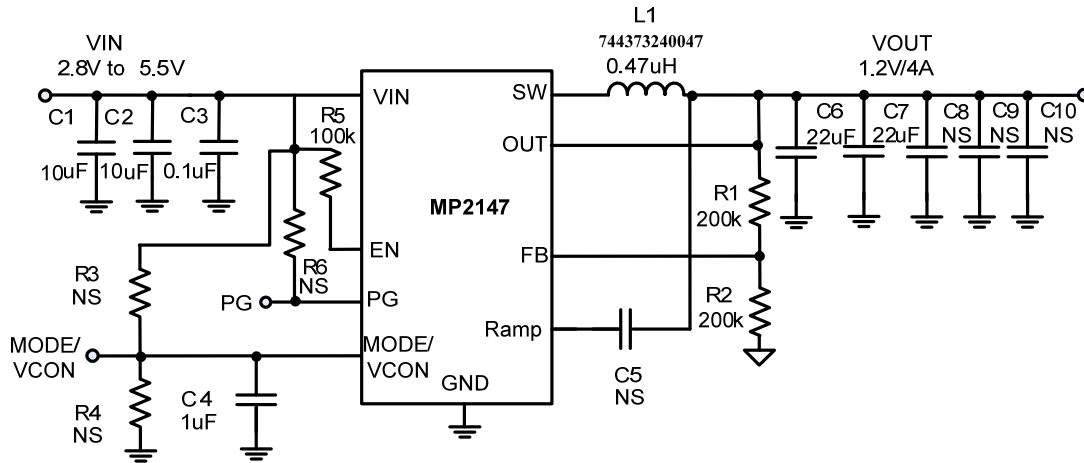 L1
744373240047
0.47uH
VIN
2.8V to 5.5V
VOUT
1.2V/4A
C1
C2
C3
10uF
10uF
0.1uF
R5
100k
VIN
SW
OUT
C6
22uF
C7
22uF
C8
NS
C9
NS
C10
NS
MP2147
R1
200k
EN
FB
R3
NS
R6
NS
PG
PG
R2
200k
Ramp
MODE/
VCON
MODE/
VCON
GND
C5
NS
R4
NS
C4
1uF